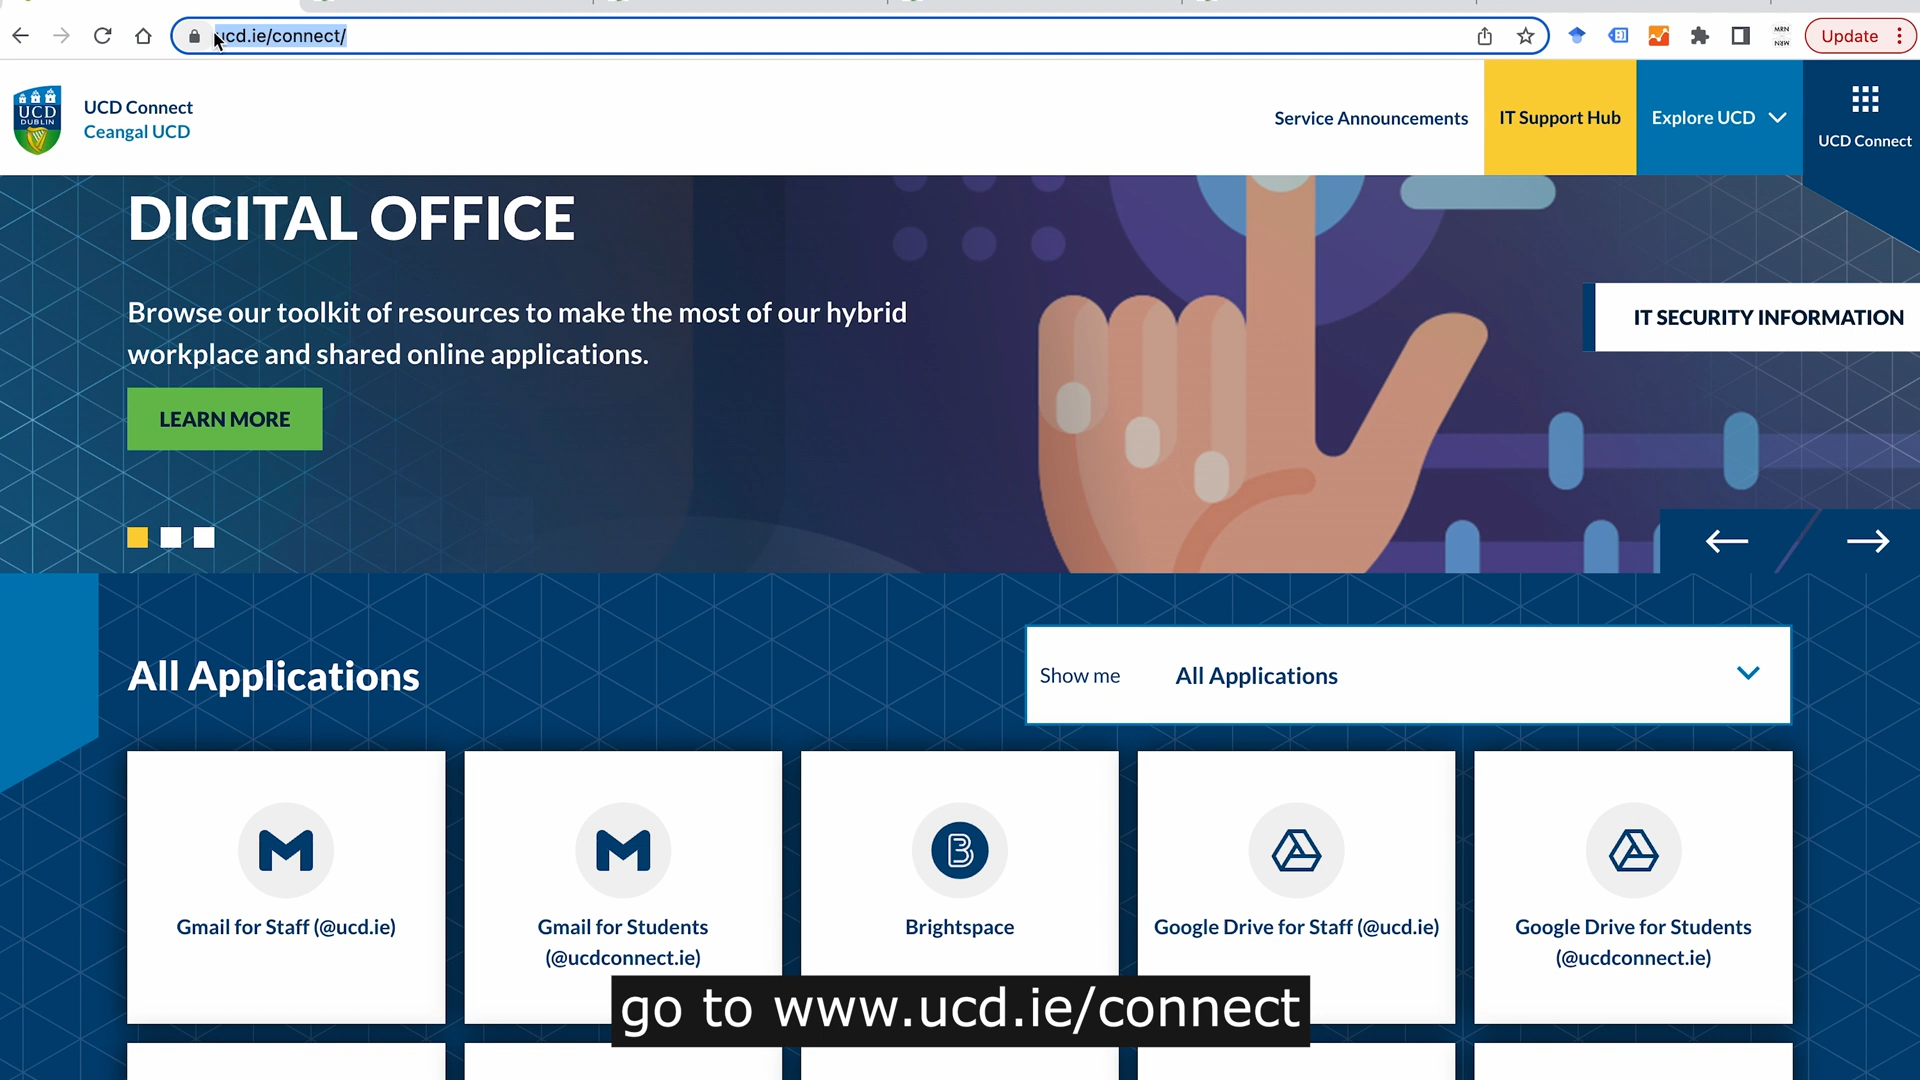 ucd.ie/connect/
MRN
NRW
Update
UCD
DUBLIN
UCD Connect
Ceangal UCD
Service Announcements
IT Support Hub
Explore UCD
UCD Connect
DIGITAL OFFICE
Browse our toolkit of resources to make the most of our hybrid
workplace and shared online applications.
LEARN MORE
IT SECURITY INFORMATION
All Applications
Show me
All Applications
Gmail for Staff (@ucd.ie)
Gmail for Students
(@ucdconnect.ie)
Brightspace
Google Drive for Staff (@ucd.ie)
Google Drive for Students
(@ucdconnect.ie)
go to www.ucd.ie/connect